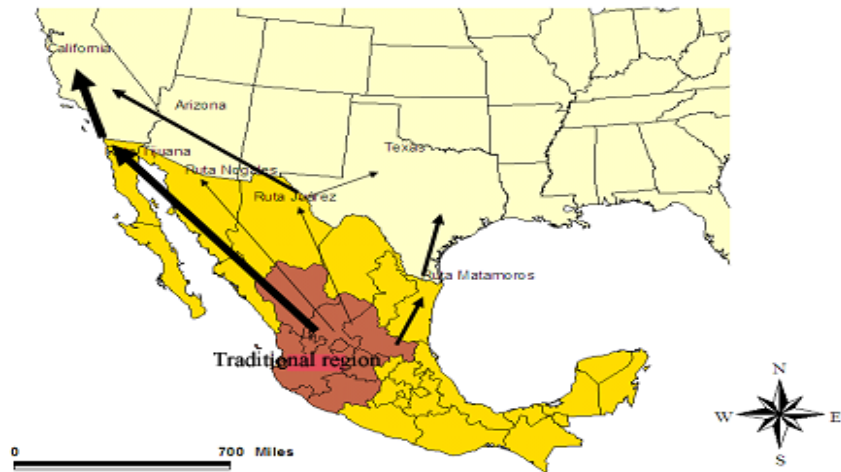 California
Arizona
Texas
Tijuana
Ruta Nogales
Ruta Juárez
Ruta Matamoros
Traditional region
N
W
E
S
0
700 Miles